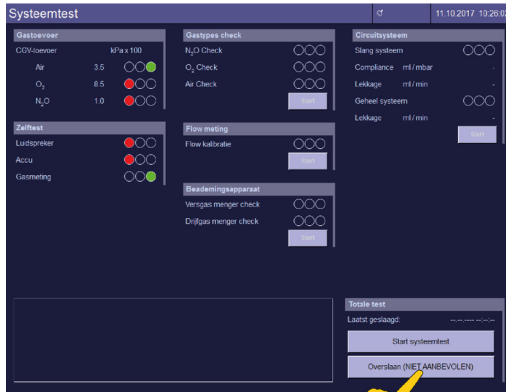 Systeemtest
11.10.2017 10:26:0
Gastoevoer
CGV-toevoer kPa x 100
Air 3.5
O2 8.5
N2O 1.0
Zelftest
Luidspreker
Accu
Gasmeting
Gastypes check
N2O Check
O2 Check
Air Check
Start
Flow meting
Flow kalibratie
Start
Beademingsapparaat
Versgas menger check
Drijfgas menger check
Start
Circuitsysteem
Slang systeem
Compliance ml/mbar -
Lekkage ml/min -
Geheel systeem
Lekkage ml/min -
Start
Totale test
Laatst geslaagd: --.--.---- --:--:--
Start systeemtest
Overslaan (NIET AANBEVOLEN)